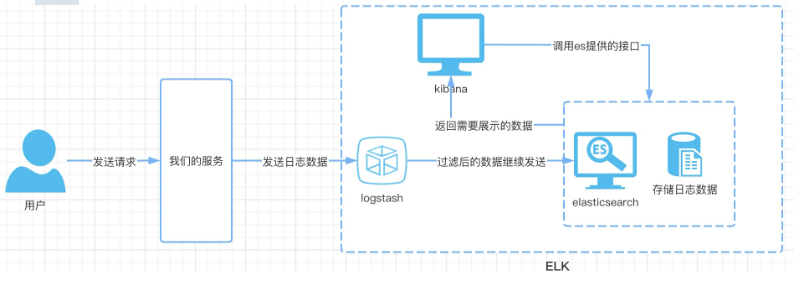 调用es提供的接口
kibana
返回需要展示的数据
发送请求
我们的服务
发送日志数据
过滤后的数据继续发送
ES
用户
logstash
elasticsearch
存储日志数据
ELK